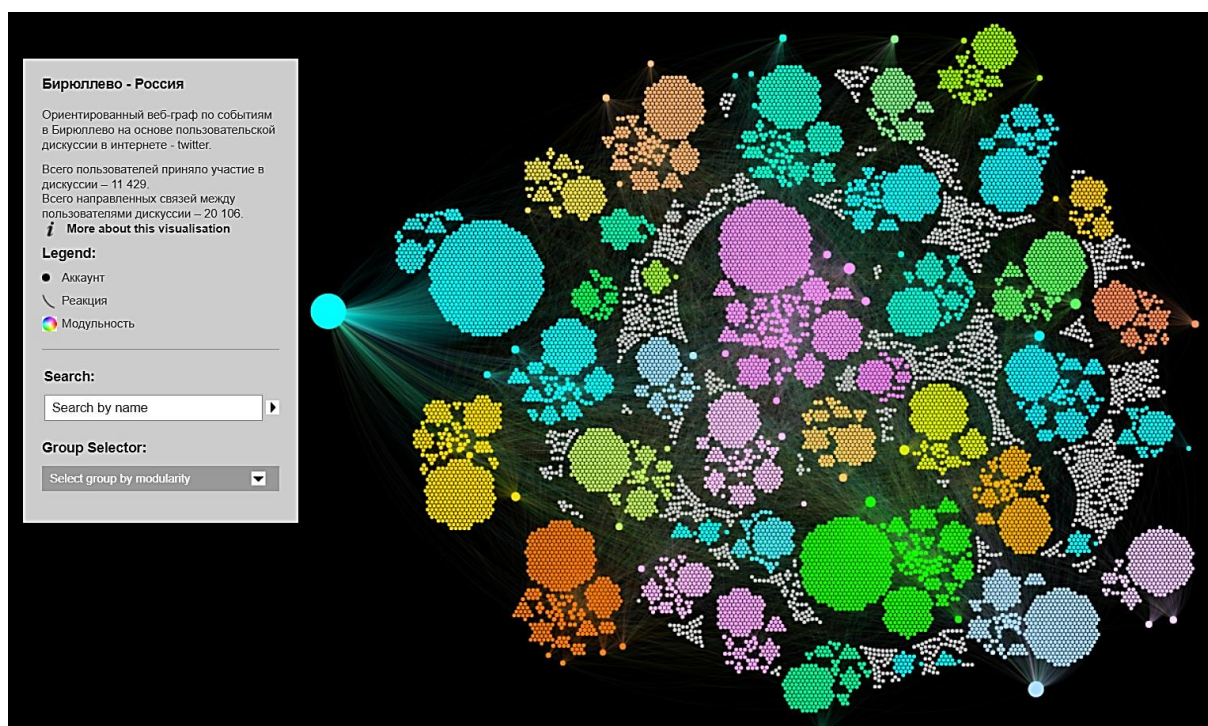 Бирюллево - Россия
Ориентированный веб-граф по событиям
в Бирюллево на основе пользовательской
дискуссии в интернете - twitter.
Всего пользователей приняло участие в
дискуссии – 11 429.
Всего направленных связей между
пользователями дискуссии – 20 106.
i More about this visualisation
Legend:
Аккаунт
Реакция
Модульность
Search:
Search by name
Group Selector:
Select group by modularity